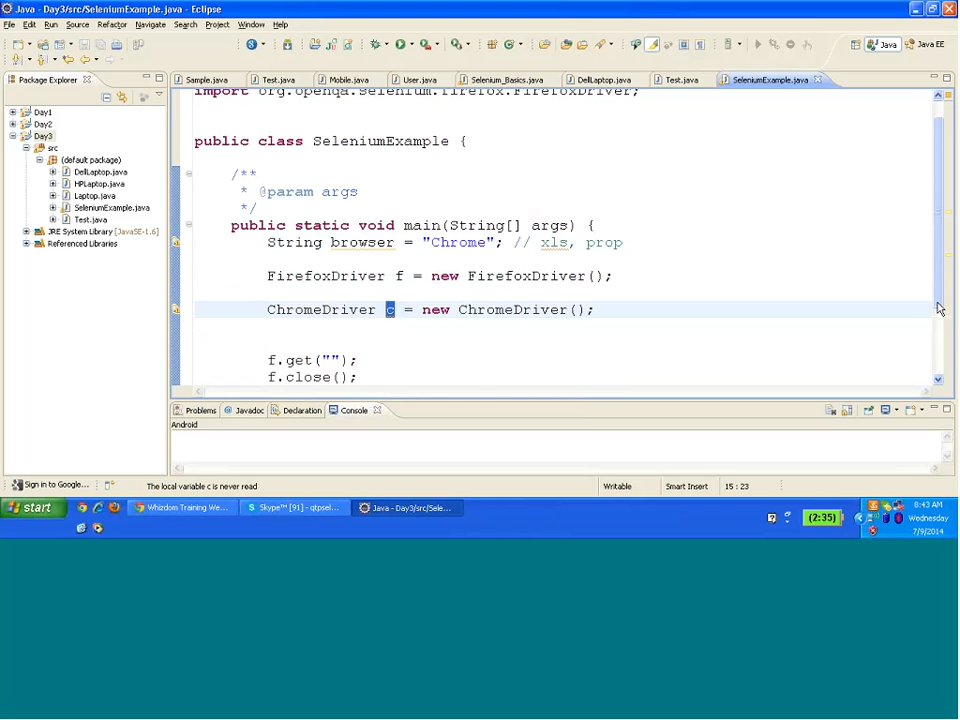 Java - Day3/src/SeleniumExample.java - Eclipse
File Edit Run Source Refactor Navigate Search Project Window Help
Java Java EE
Package Explorer
Sample.java Test.java Mobile.java User.java Selenium_Basics.java DellLaptop.java Test.java SeleniumExample.java
Day1
Day2
Day3
src
(default package)
DellLaptop.java
HPLaptop.java
Laptop.java
SeleniumExample.java
Test.java
JRE System Library [JavaSE-1.6]
Referenced Libraries
import org.openqa.selenium.firefox.FirefoxDriver;
public class SeleniumExample {
/**
* @param args
*/
public static void main(String[] args) {
String browser = "Chrome"; // xls, prop
FirefoxDriver f = new FirefoxDriver();
ChromeDriver c = new ChromeDriver();
f.get("");
f.close();
Problems Javadoc Declaration Console
Android
Sign in to Google... The local variable c is never read Writable Smart Insert 15 : 23
start Whizdom Training We... Skype™ [91] - qtpsel... Java - Day3/src/Sele... (2:35) 8:43 AM
Wednesday
7/9/2014